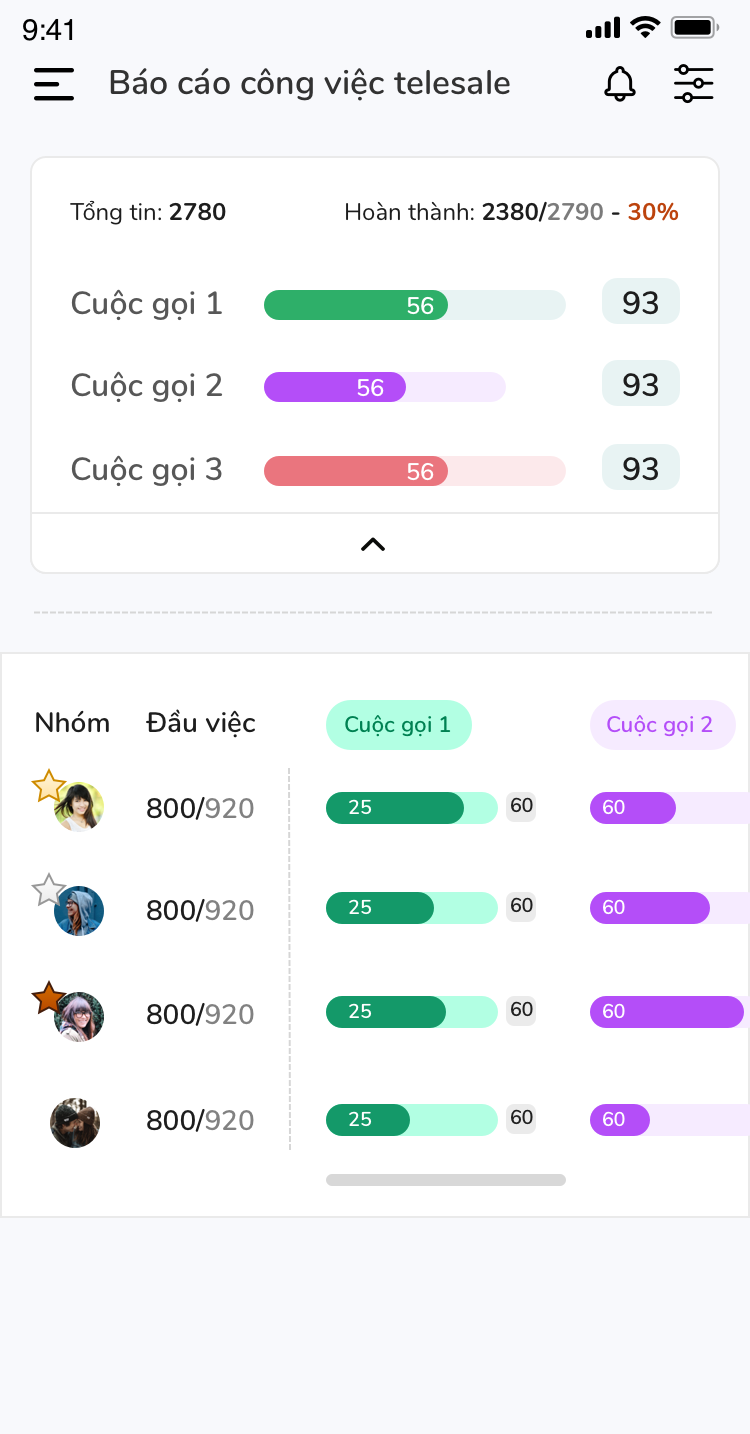 9:41
Báo cáo công việc telesale
Tổng tin: 2780 Hoàn thành: 2380/2790 - 30%
Cuộc gọi 1 56 93
Cuộc gọi 2 56 93
Cuộc gọi 3 56 93
Nhóm Đầu việc Cuộc gọi 1 Cuộc gọi 2
800/920 25 60 60
800/920 25 60 60
800/920 25 60 60
800/920 25 60 60